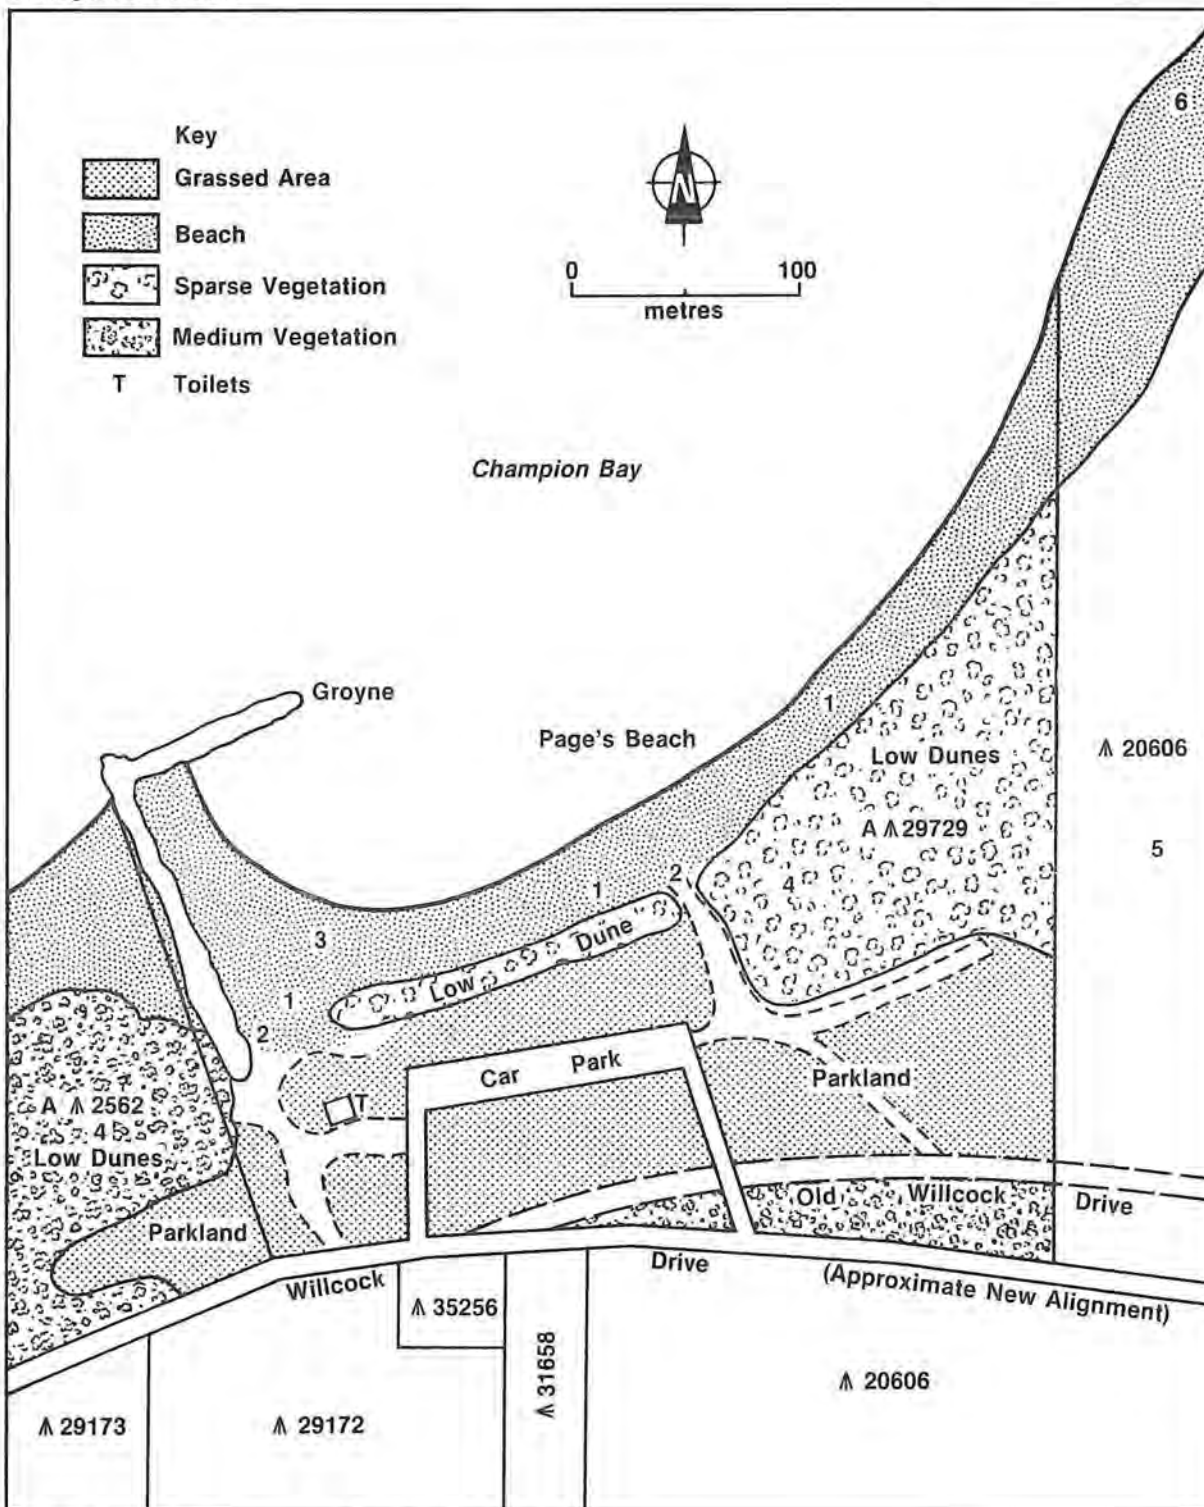 Key
Grassed Area
Beach
Sparse Vegetation
Medium Vegetation
T Toilets
N
0 100
metres
6
Champion Bay
Groyne
Page's Beach
1
Low Dunes
⩚ 20606
A ⩚ 29729
5
2
4
1
3
Low Dune
1
2
Car Park
Parkland
T
A ⩚ 2562
4
Low Dunes
Old Willcock Drive
Parkland
Willcock Drive (Approximate New Alignment)
⩚ 35256
⩚ 31658
⩚ 20606
⩚ 29173
⩚ 29172